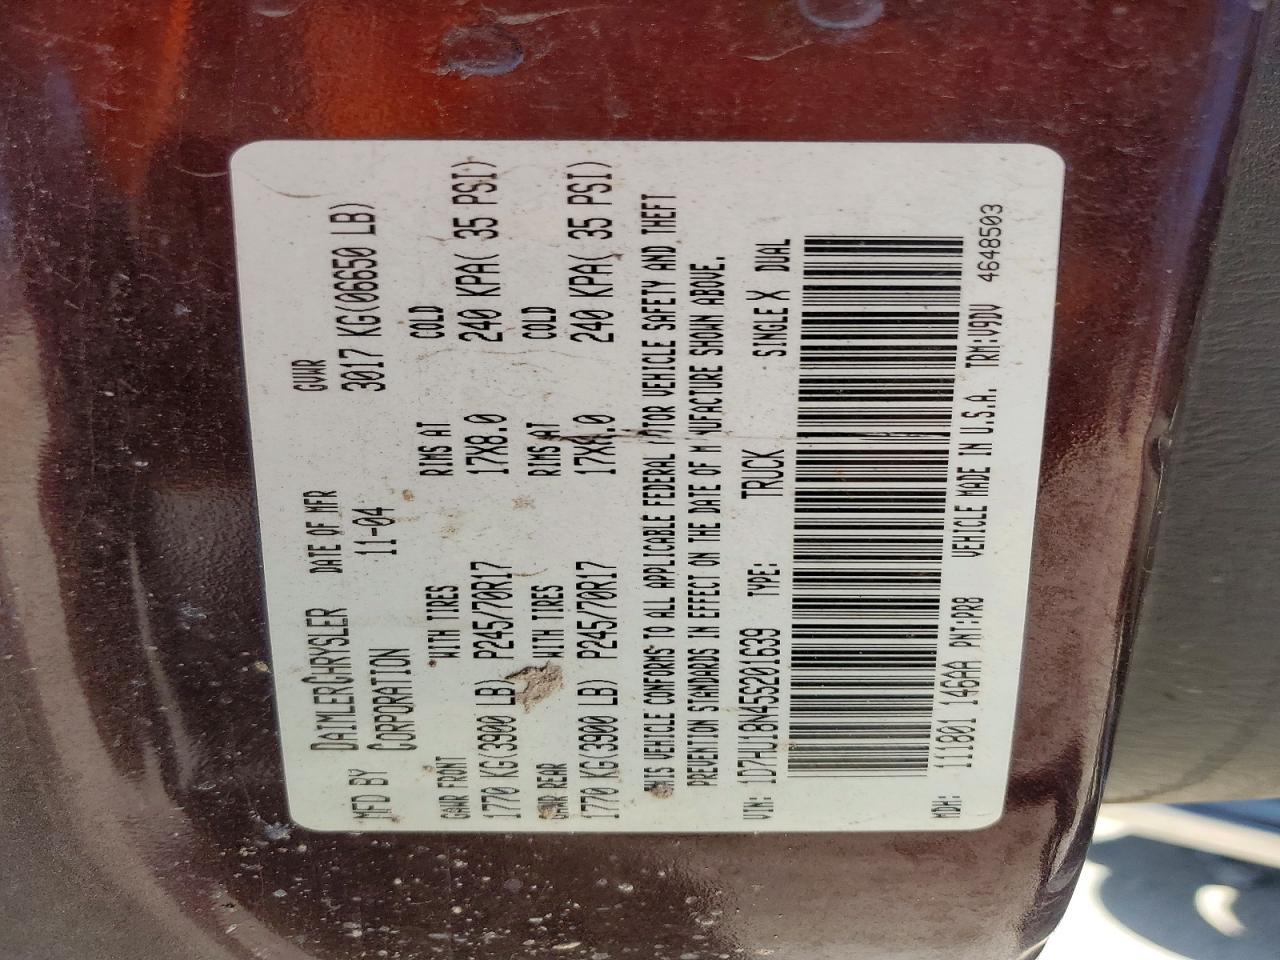 MFD BY DAIMLERCHRYSLER CORPORATION DATE OF MFR 11-04 GVWR 3017 KG(06650 LB)
GAWR FRONT WITH TIRES RIMS AT COLD
1770 KG(3900 LB) P245/70R17 17X8.0 240 KPA( 35 PSI)
GAWR REAR WITH TIRES RIMS AT COLD
1770 KG(3900 LB) P245/70R17 17X8.0 240 KPA( 35 PSI)
THIS VEHICLE CONFORMS TO ALL APPLICABLE FEDERAL MOTOR VEHICLE SAFETY AND THEFT
PREVENTION STANDARDS IN EFFECT ON THE DATE OF MANUFACTURE SHOWN ABOVE.
VIN: 1D7HU18N45S201639 TYPE: TRUCK SINGLE X DUAL
MDH: 111801 146AA PNT:PR8 VEHICLE MADE IN U.S.A. TRM:V9DV 4648503